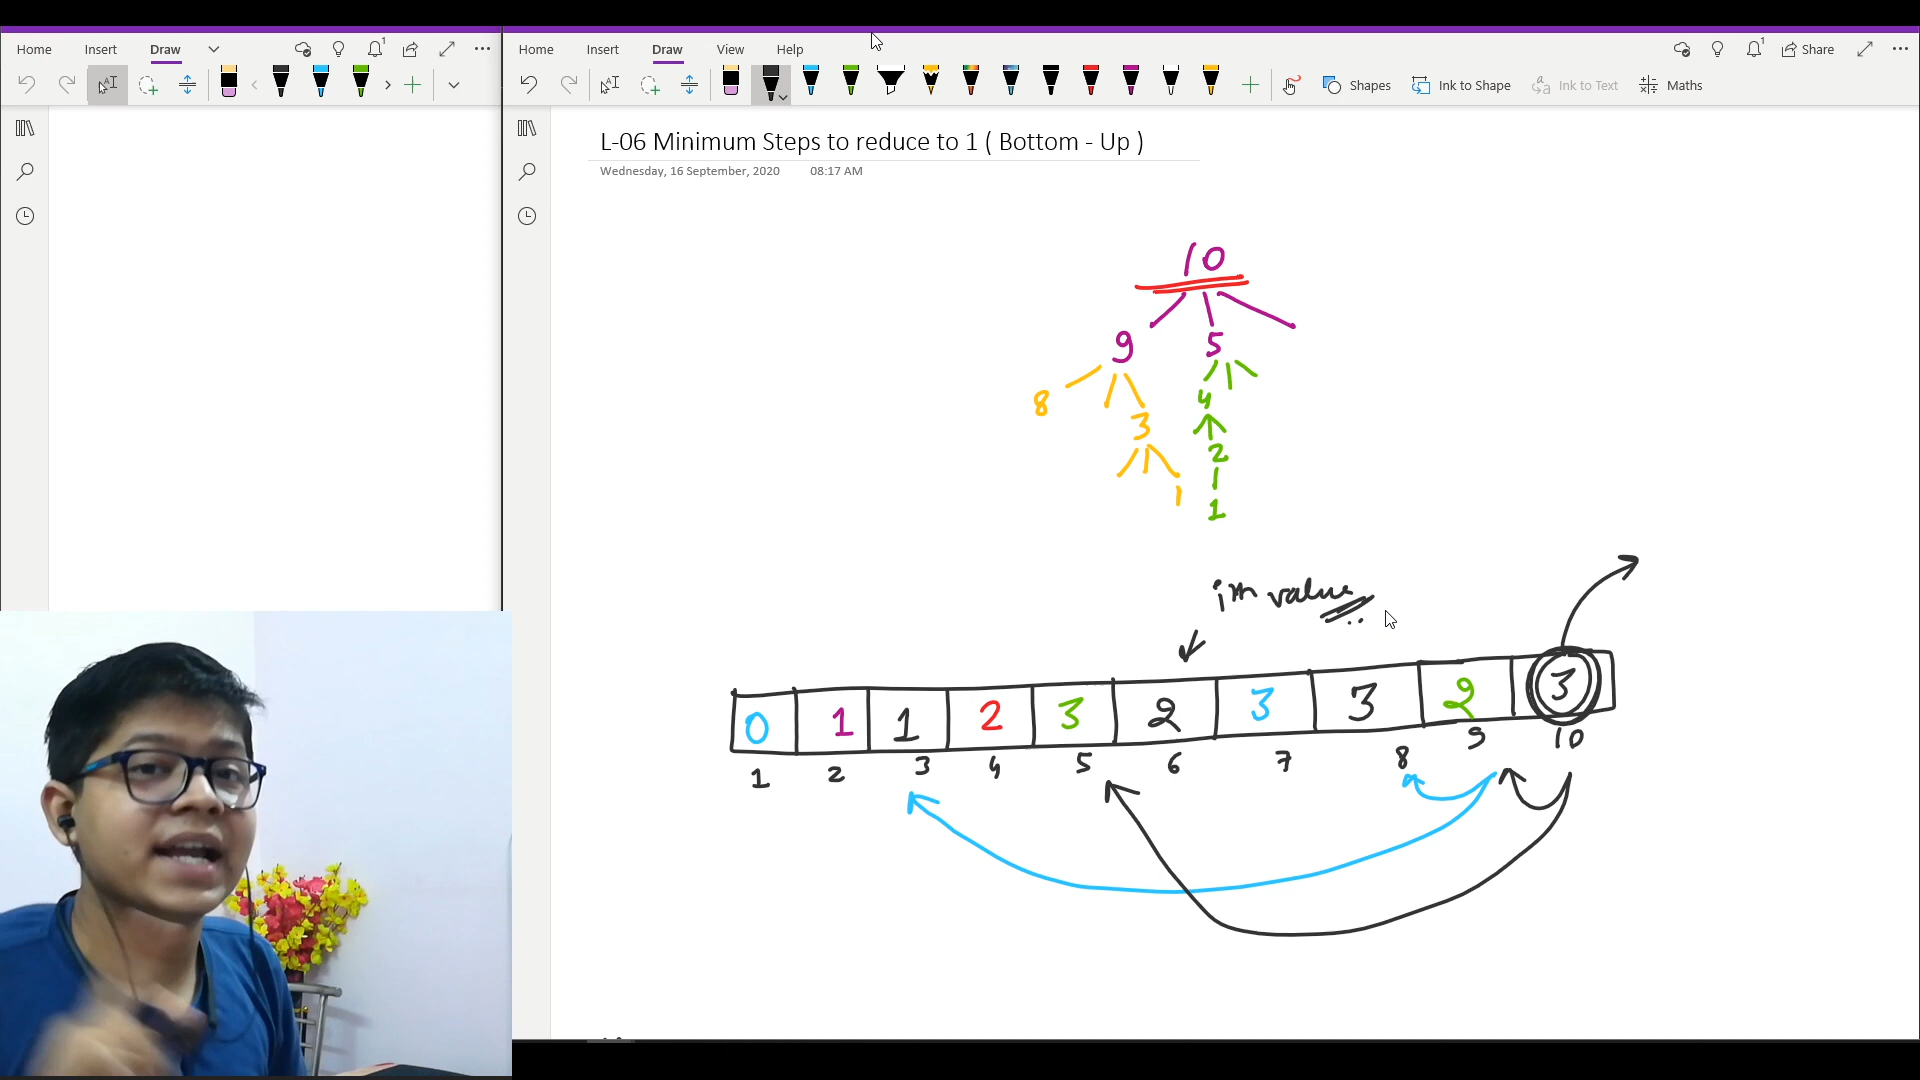 Home Insert Draw
Home Insert Draw View Help Share
Shapes Ink to Shape Ink to Text Maths
L-06 Minimum Steps to reduce to 1 ( Bottom - Up )
Wednesday, 16 September, 2020 08:17 AM
10
9 5
8 4
3
2
1
1
ith value
0 1 1 2 3 2 3 3 2 3
1 2 3 4 5 6 7 8 9 10